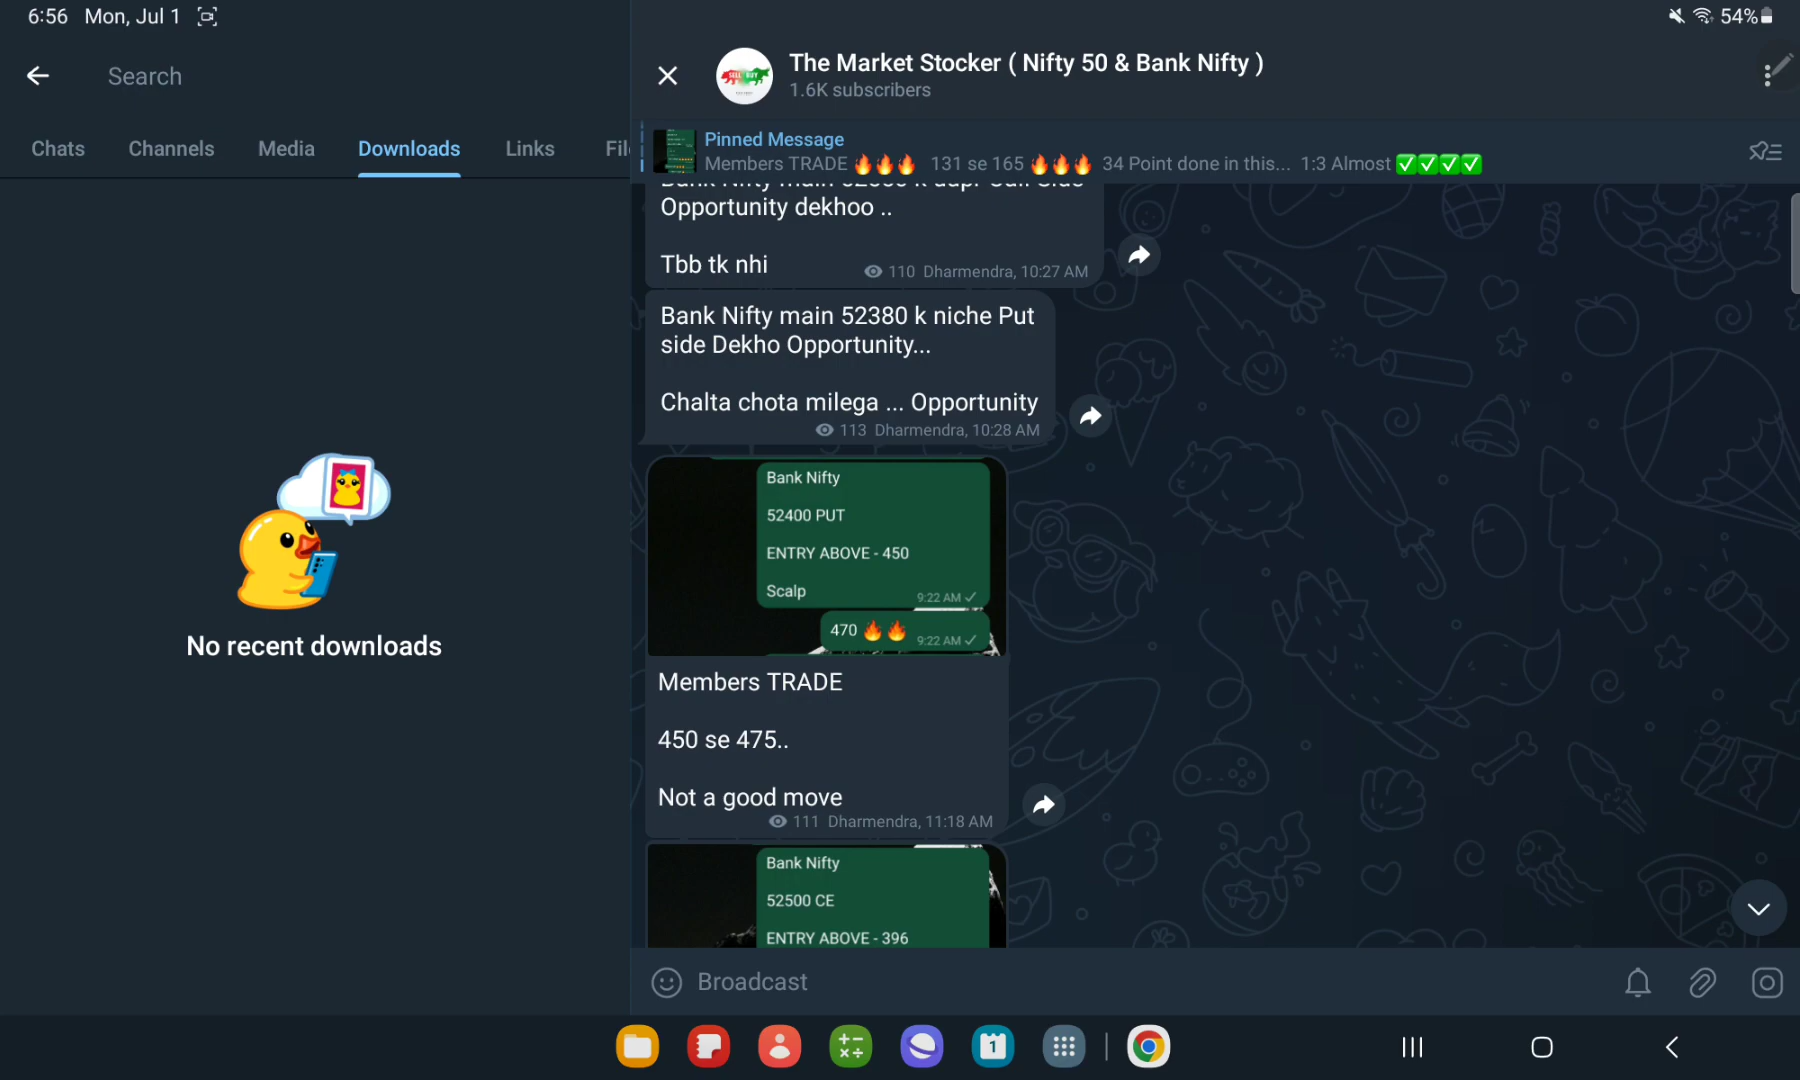 6:56 Mon, Jul 1
54%
Search
Chats Channels Media Downloads Links
No recent downloads
SELL BUY
The Market Stocker ( Nifty 50 & Bank Nifty )
1.6K subscribers
Pinned Message
Members TRADE 🔥🔥🔥 131 se 165 🔥🔥🔥 34 Point done in this... 1:3 Almost ✅✅✅✅
Opportunity dekhoo ..
Tbb tk nhi
110 Dharmendra, 10:27 AM
Bank Nifty main 52380 k niche Put
side Dekho Opportunity...
Chalta chota milega ... Opportunity
113 Dharmendra, 10:28 AM
Bank Nifty
52400 PUT
ENTRY ABOVE - 450
Scalp
9:22 AM ✓
470 🔥🔥
9:22 AM ✓
Members TRADE
450 se 475..
Not a good move
111 Dharmendra, 11:18 AM
Bank Nifty
52500 CE
ENTRY ABOVE - 396
Broadcast
1